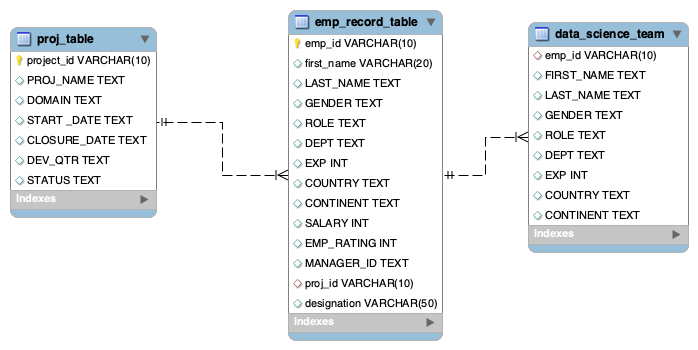 proj_table
project_id VARCHAR(10)
PROJ_NAME TEXT
DOMAIN TEXT
START _DATE TEXT
CLOSURE_DATE TEXT
DEV_QTR TEXT
STATUS TEXT
Indexes
emp_record_table
emp_id VARCHAR(10)
first_name VARCHAR(20)
LAST_NAME TEXT
GENDER TEXT
ROLE TEXT
DEPT TEXT
EXP INT
COUNTRY TEXT
CONTINENT TEXT
SALARY INT
EMP_RATING INT
MANAGER_ID TEXT
proj_id VARCHAR(10)
designation VARCHAR(50)
Indexes
data_science_team
emp_id VARCHAR(10)
FIRST_NAME TEXT
LAST_NAME TEXT
GENDER TEXT
ROLE TEXT
DEPT TEXT
EXP INT
COUNTRY TEXT
CONTINENT TEXT
Indexes